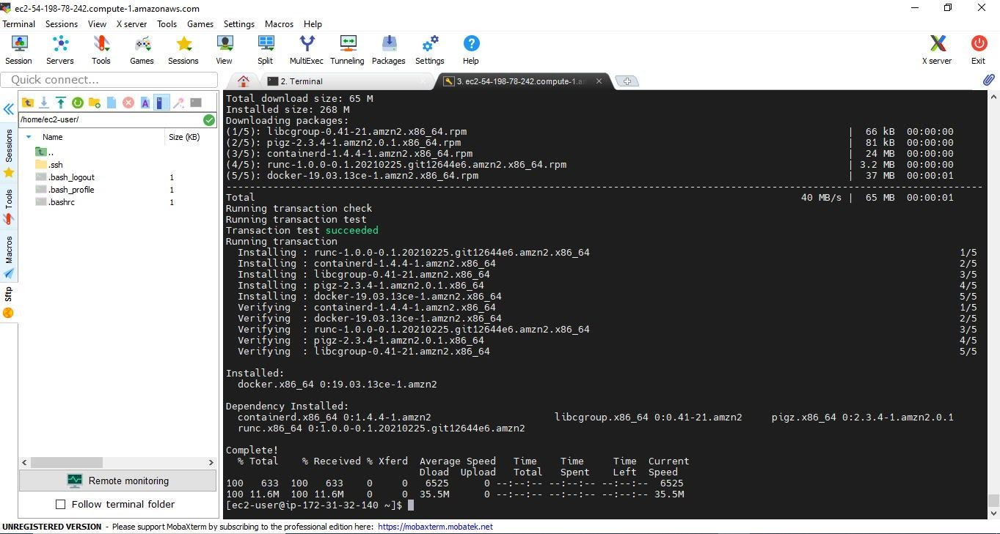 ec2-54-198-78-242.compute-1.amazonaws.com
Terminal Sessions View X server Tools Games Settings Macros Help
Session Servers Tools Games Sessions View Split MultiExec Tunneling Packages Settings Help X server Exit
Quick connect...
2. Terminal
3. ec2-54-198-78-242.compute-1.a
/home/ec2-user/
Name Size (KB)
..
.ssh
.bash_logout 1
.bash_profile 1
.bashrc 1
Sessions
Tools
Macros
Sftp
Remote monitoring
Follow terminal folder
Total download size: 65 M
Installed size: 268 M
Downloading packages:
(1/5): libcgroup-0.41-21.amzn2.x86_64.rpm | 66 kB 00:00:00
(2/5): pigz-2.3.4-1.amzn2.0.1.x86_64.rpm | 81 kB 00:00:00
(3/5): containerd-1.4.4-1.amzn2.x86_64.rpm | 24 MB 00:00:00
(4/5): runc-1.0.0-0.1.20210225.git12644e6.amzn2.x86_64.rpm | 3.2 MB 00:00:00
(5/5): docker-19.03.13ce-1.amzn2.x86_64.rpm | 37 MB 00:00:01
--------------------------------------------------------------------------------
Total 40 MB/s | 65 MB 00:00:01
Running transaction check
Running transaction test
Transaction test succeeded
Running transaction
Installing : runc-1.0.0-0.1.20210225.git12644e6.amzn2.x86_64 1/5
Installing : containerd-1.4.4-1.amzn2.x86_64 2/5
Installing : libcgroup-0.41-21.amzn2.x86_64 3/5
Installing : pigz-2.3.4-1.amzn2.0.1.x86_64 4/5
Installing : docker-19.03.13ce-1.amzn2.x86_64 5/5
Verifying : containerd-1.4.4-1.amzn2.x86_64 1/5
Verifying : docker-19.03.13ce-1.amzn2.x86_64 2/5
Verifying : runc-1.0.0-0.1.20210225.git12644e6.amzn2.x86_64 3/5
Verifying : pigz-2.3.4-1.amzn2.0.1.x86_64 4/5
Verifying : libcgroup-0.41-21.amzn2.x86_64 5/5
Installed:
docker.x86_64 0:19.03.13ce-1.amzn2
Dependency Installed:
containerd.x86_64 0:1.4.4-1.amzn2 libcgroup.x86_64 0:0.41-21.amzn2 pigz.x86_64 0:2.3.4-1.amzn2.0.1
runc.x86_64 0:1.0.0-0.1.20210225.git12644e6.amzn2
Complete!
% Total % Received % Xferd Average Speed Time Time Time Current
Dload Upload Total Spent Left Speed
100 633 100 633 0 0 6525 0 --:--:-- --:--:-- --:--:-- 6525
100 11.6M 100 11.6M 0 0 35.5M 0 --:--:-- --:--:-- --:--:-- 35.5M
[ec2-user@ip-172-31-32-140 ~]$
UNREGISTERED VERSION - Please support MobaXterm by subscribing to the professional edition here: https://mobaxterm.mobatek.net